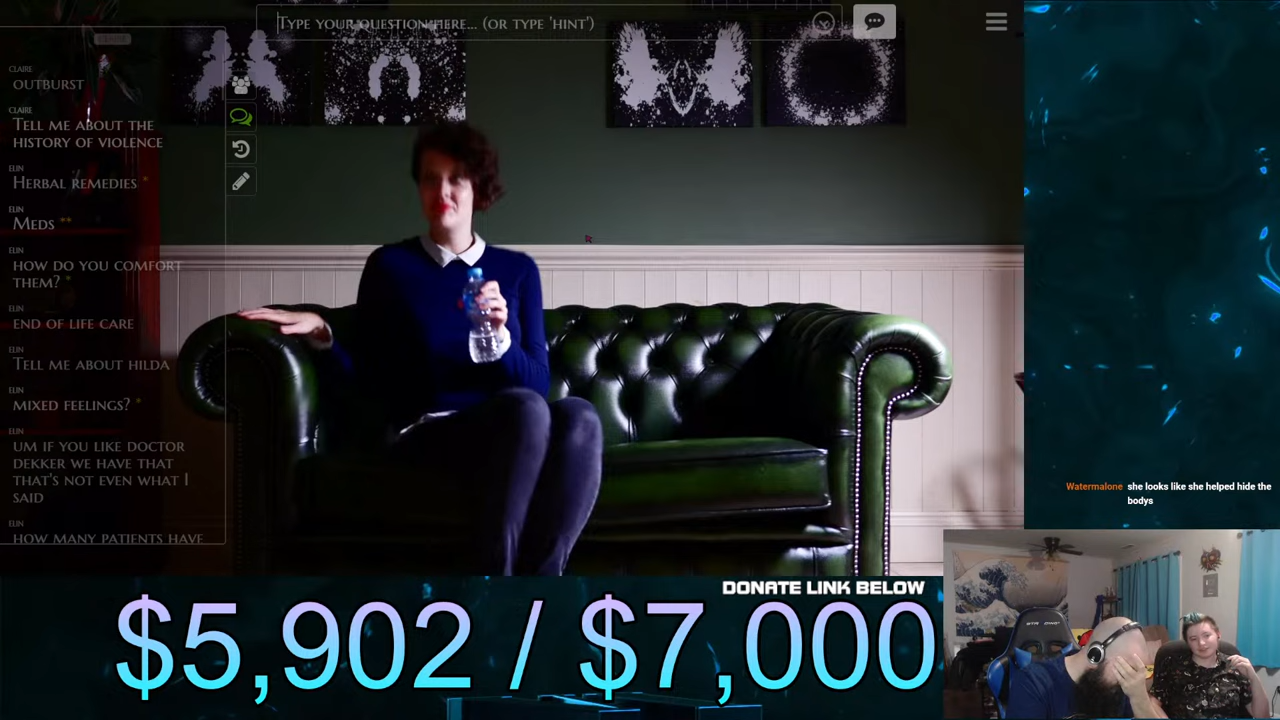 Type your question here... (or type 'hint')
CLAIRE
OUTBURST
CLAIRE
TELL ME ABOUT THE
HISTORY OF VIOLENCE
ELIN
HERBAL REMEDIES *
ELIN
MEDS **
ELIN
HOW DO YOU COMFORT
THEM? *
ELIN
END OF LIFE CARE
ELIN
TELL ME ABOUT HILDA
ELIN
MIXED FEELINGS? *
ELIN
UM IF YOU LIKE DOCTOR
DEKKER WE HAVE THAT
THAT'S NOT EVEN WHAT I
SAID
ELIN
HOW MANY PATIENTS HAVE
Watermalone she looks like she helped hide the
bodys
DONATE LINK BELOW
$5,902 / $7,000